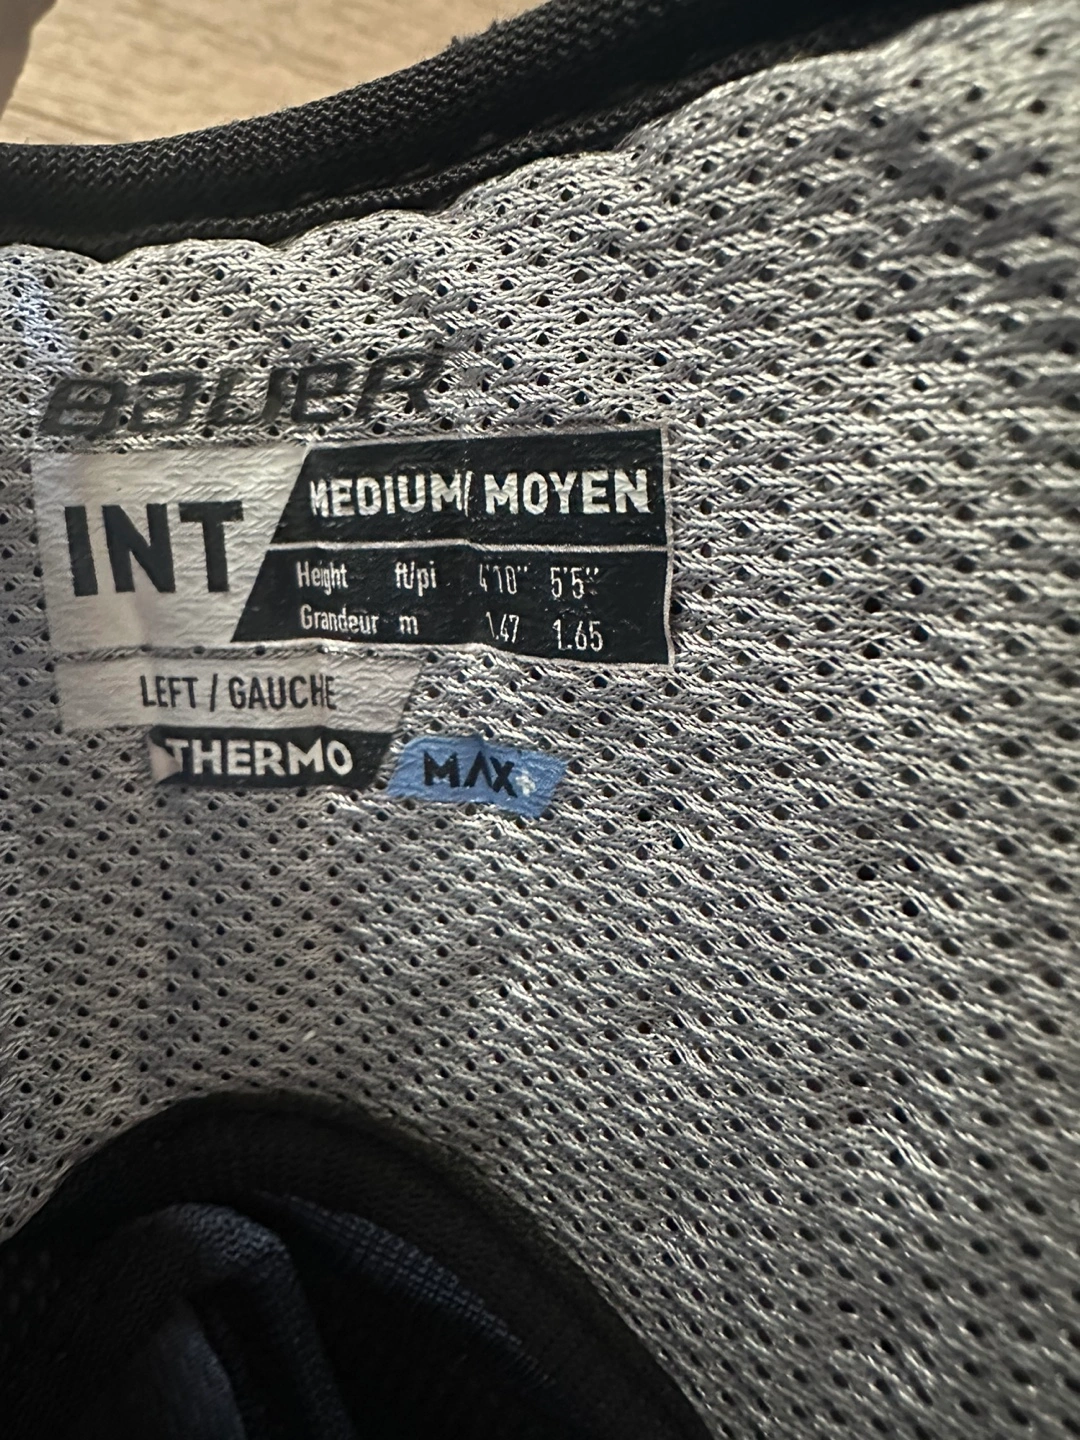 BAUER
INT
MEDIUM/ MOYEN
Height ft/pi 4'10" 5'5"
Grandeur m 1.47 1.65
LEFT / GAUCHE
THERMO MAX+